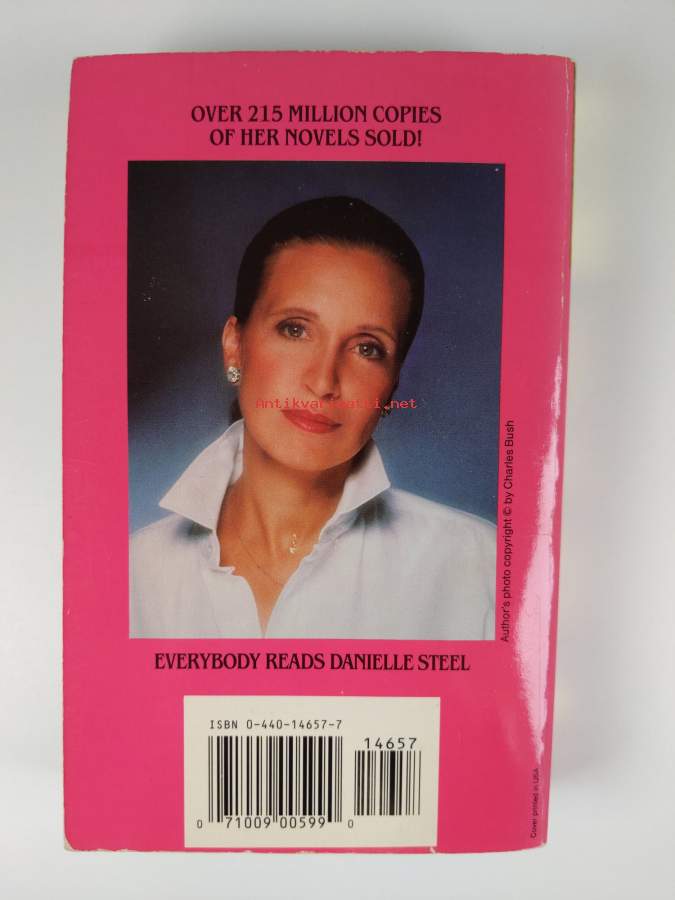 OVER 215 MILLION COPIES
OF HER NOVELS SOLD!
Antikvariaatti.net
Author's photo copyright © by Charles Bush
EVERYBODY READS DANIELLE STEEL
ISBN 0-440-14657-7
14657
0 71009 00599 0
Cover printed in USA